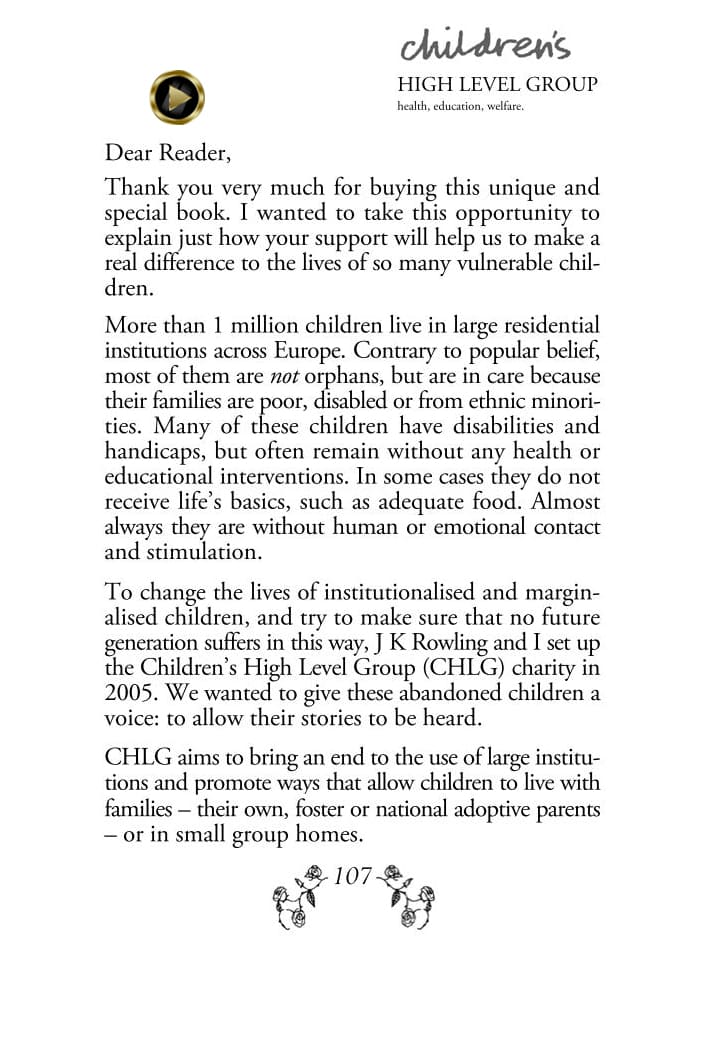 children's
HIGH LEVEL GROUP
health, education, welfare.
Dear Reader,
Thank you very much for buying this unique and
special book. I wanted to take this opportunity to
explain just how your support will help us to make a
real difference to the lives of so many vulnerable chil-
dren.
More than 1 million children live in large residential
institutions across Europe. Contrary to popular belief,
most of them are not orphans, but are in care because
their families are poor, disabled or from ethnic minori-
ties. Many of these children have disabilities and
handicaps, but often remain without any health or
educational interventions. In some cases they do not
receive life’s basics, such as adequate food. Almost
always they are without human or emotional contact
and stimulation.
To change the lives of institutionalised and margin-
alised children, and try to make sure that no future
generation suffers in this way, J K Rowling and I set up
the Children’s High Level Group (CHLG) charity in
2005. We wanted to give these abandoned children a
voice: to allow their stories to be heard.
CHLG aims to bring an end to the use of large institu-
tions and promote ways that allow children to live with
families – their own, foster or national adoptive parents
– or in small group homes.
107